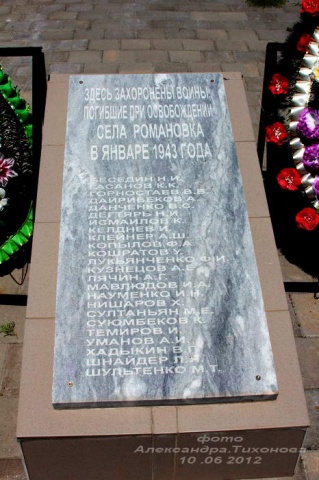 ЗДЕСЬ ЗАХОРОНЕНЫ ВОИНЫ,
ПОГИБШИЕ ПРИ ОСВОБОЖДЕНИИ
СЕЛА РОМАНОВКА
В ЯНВАРЕ 1943 ГОДА
БЕСЕДИН Н.И.
ГАСАНОВ К.К.
ГОРНОСТАЕВ В.Б.
ДАИРИБЕКОВ А.
ДАНЧЕНКО В.С.
ДЕГТЯРЬ Н.И.
ИСМАИЛОВ К.
КЕЛДНЕВ И.
КЛЕЙНЕР А.Ш.
КОПЫЛОВ Ф.А.
КОШРАТОВ У.
ЛУКЬЯНЧЕНКО Ф.И.
КУЗНЕЦОВ А.Е.
ЛЯЧИН А.Г.
МАВЛЮДОВ И.А.
НАУМЕНКО И.Н.
НИШАРОВ Х.
СУЛТАНЬЯН М.Е.
СУЮМБЕКОВ К.
ТЕМИРОВ И.
УМАНОВ А.И.
ХАДЫКИН В.П.
ШНАЙДЕР Л.И.
ШУЛЬТЕНКО М.Т.
фото
Александра.Тихонова
10 .06 2012